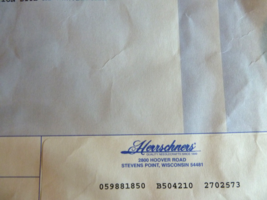 Herrschners
2800 HOOVER ROAD
STEVENS POINT, WISCONSIN 54481
059881850 B504210 2702573